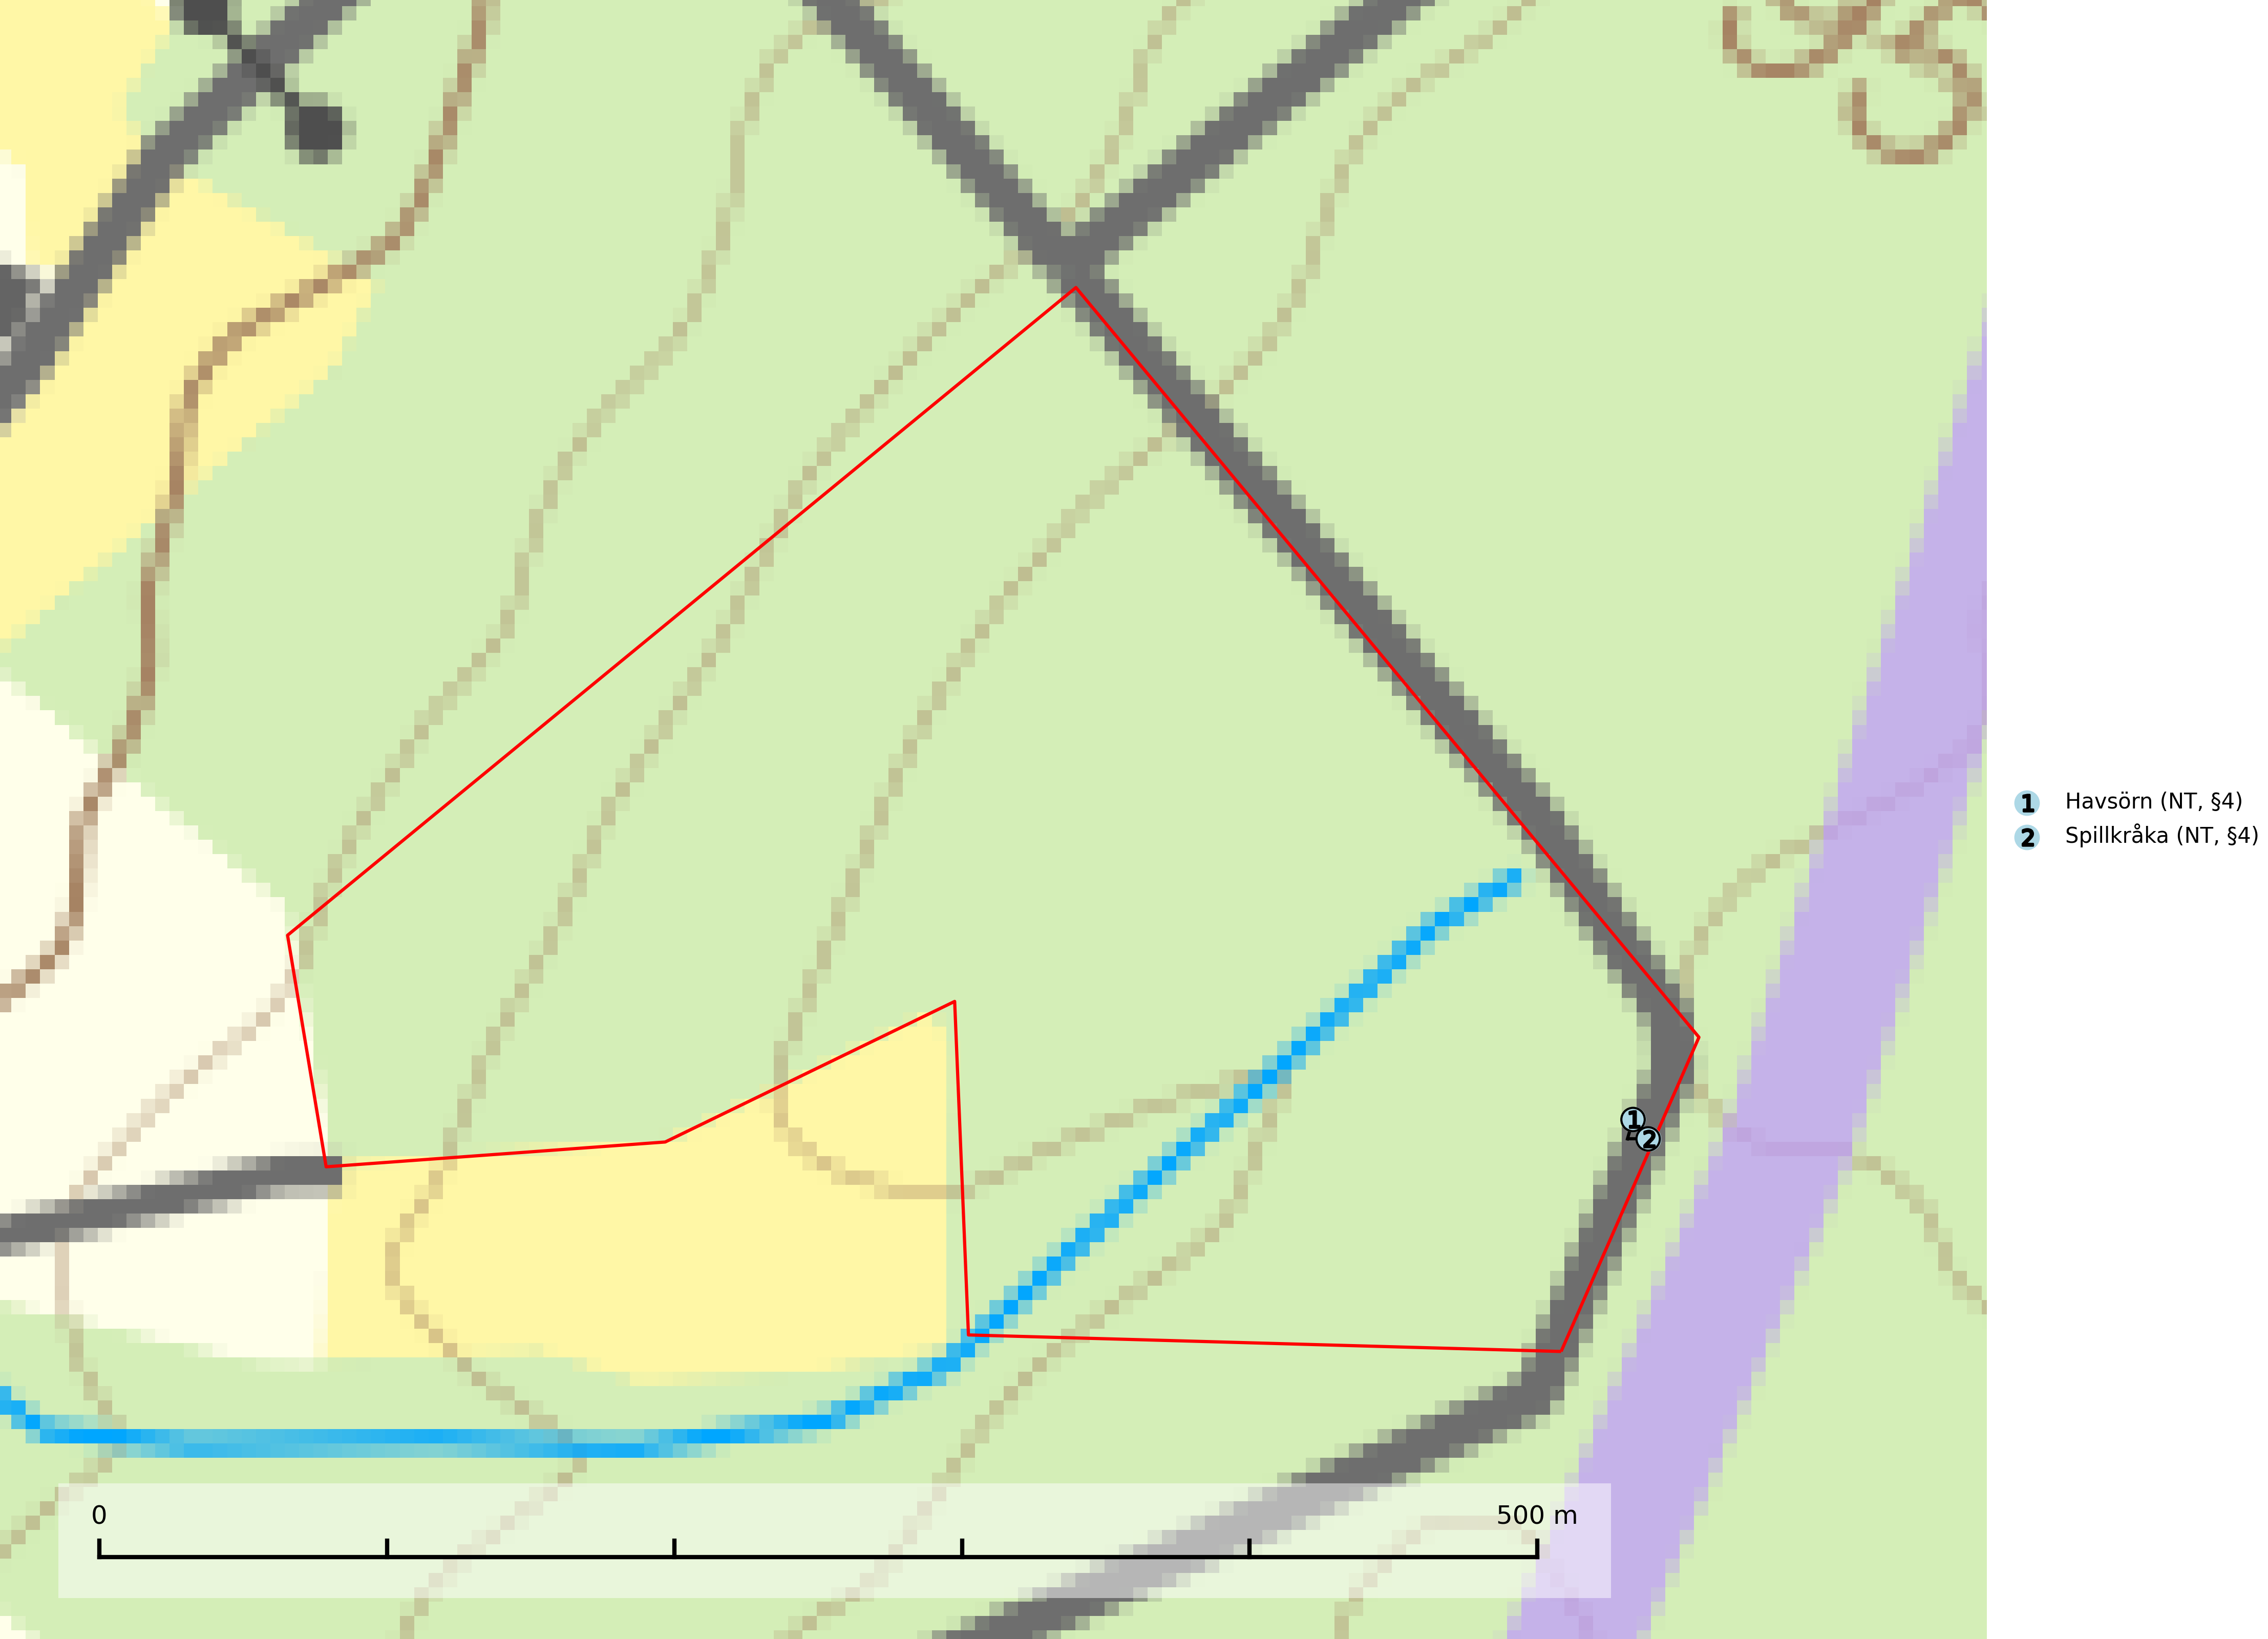 1
2
1 Havsörn (NT, §4)
2 Spillkråka (NT, §4)
0 500 m